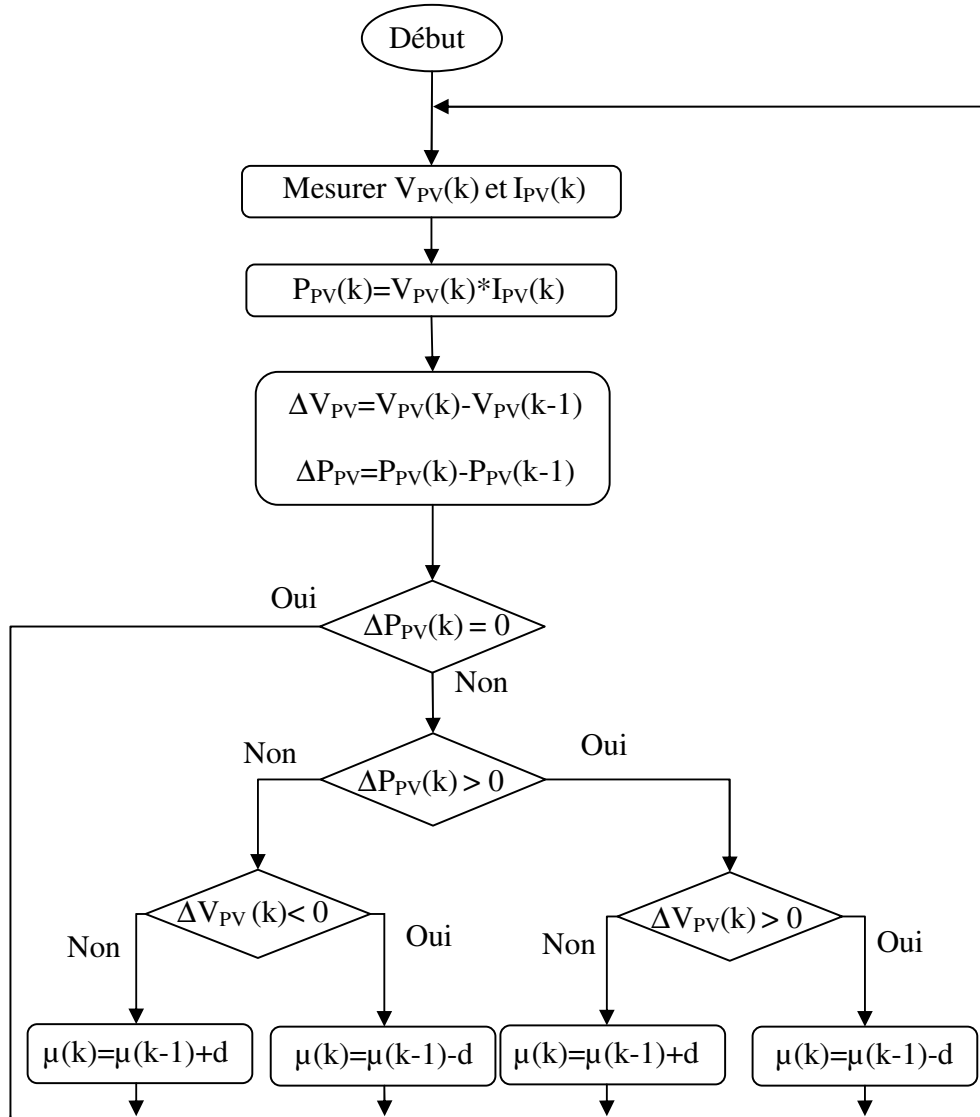 Début
Mesurer V_PV(k) et I_PV(k)
P_PV(k)=V_PV(k)*I_PV(k)
ΔV_PV=V_PV(k)-V_PV(k-1)
ΔP_PV=P_PV(k)-P_PV(k-1)
Oui
ΔP_PV(k) = 0
Non
Non
Oui
ΔP_PV(k) > 0
ΔV_PV (k)< 0
ΔV_PV(k) > 0
Non
Oui
Non
Oui
µ(k)=µ(k-1)+d
µ(k)=µ(k-1)-d
µ(k)=µ(k-1)+d
µ(k)=µ(k-1)-d